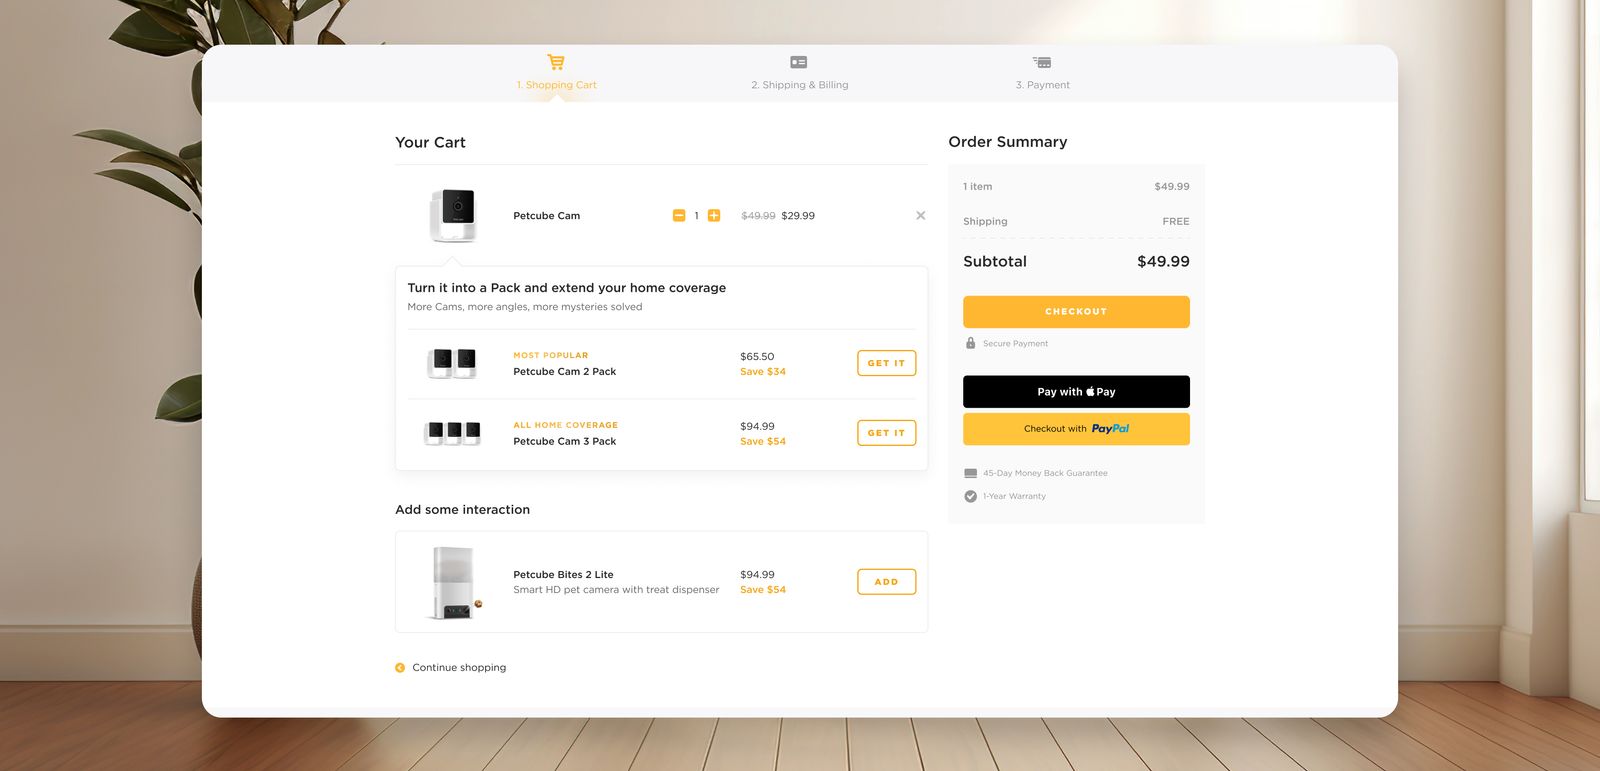 1. Shopping Cart
2. Shipping & Billing
3. Payment
Your Cart
Petcube Cam
1
$49.99 $29.99
Turn it into a Pack and extend your home coverage
More Cams, more angles, more mysteries solved
MOST POPULAR
Petcube Cam 2 Pack
$65.50
Save $34
GET IT
ALL HOME COVERAGE
Petcube Cam 3 Pack
$94.99
Save $54
GET IT
Add some interaction
Petcube Bites 2 Lite
Smart HD pet camera with treat dispenser
$94.99
Save $54
ADD
Continue shopping
Order Summary
1 item $49.99
Shipping FREE
Subtotal $49.99
CHECKOUT
Secure Payment
Pay with Pay
Checkout with PayPal
45-Day Money Back Guarantee
1-Year Warranty